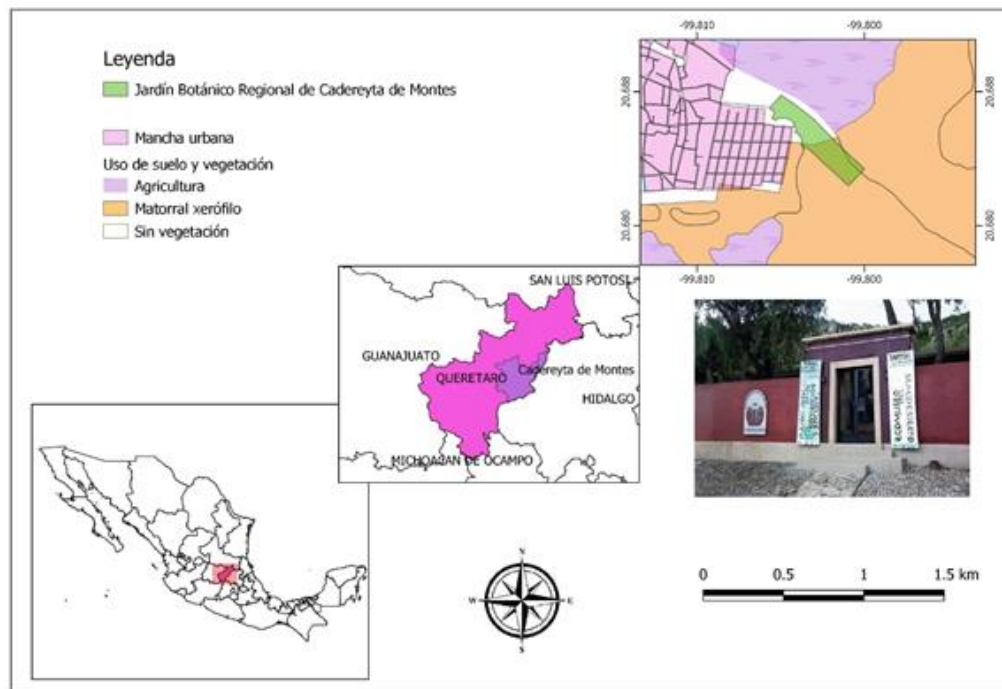 Leyenda
Jardín Botánico Regional de Cadereyta de Montes
Mancha urbana
Uso de suelo y vegetación
Agricultura
Matorral xerófilo
Sin vegetación
-99.810 -99.800
20.688 20.688
20.680 20.680
-99.810 -99.800
SAN LUIS POTOSI
GUANAJUATO
QUERETARO
Cadereyta de Montes
HIDALGO
MICHOACAN DE OCAMPO
N
W E
S
0 0.5 1 1.5 km